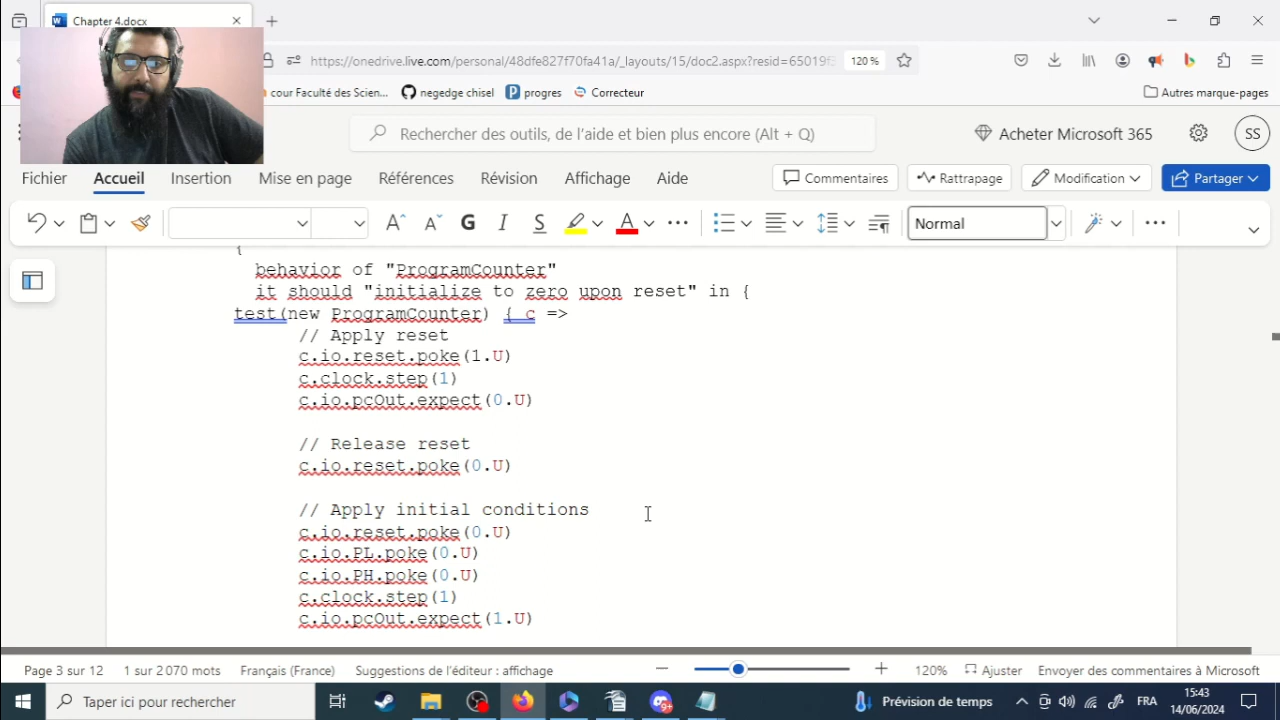 Chapter 4.docx
https://onedrive.live.com/personal/48dfe827f70fa41a/_layouts/15/doc2.aspx?resid=65019f
120 %
cour Faculté des Scien...
negedge chisel
progres
Correcteur
Autres marque-pages
Rechercher des outils, de l'aide et bien plus encore (Alt + Q)
Acheter Microsoft 365
SS
Fichier
Accueil
Insertion
Mise en page
Références
Révision
Affichage
Aide
Commentaires
Rattrapage
Modification
Partager
G
I
S
A
Normal
{
behavior of "ProgramCounter"
it should "initialize to zero upon reset" in {
test(new ProgramCounter) { c =>
// Apply reset
c.io.reset.poke(1.U)
c.clock.step(1)
c.io.pcOut.expect(0.U)
// Release reset
c.io.reset.poke(0.U)
// Apply initial conditions
c.io.reset.poke(0.U)
c.io.PL.poke(0.U)
c.io.PH.poke(0.U)
c.clock.step(1)
c.io.pcOut.expect(1.U)
Page 3 sur 12
1 sur 2 070 mots
Français (France)
Suggestions de l'éditeur : affichage
120%
Ajuster
Envoyer des commentaires à Microsoft
Taper ici pour rechercher
Prévision de temps
FRA
15:43
14/06/2024